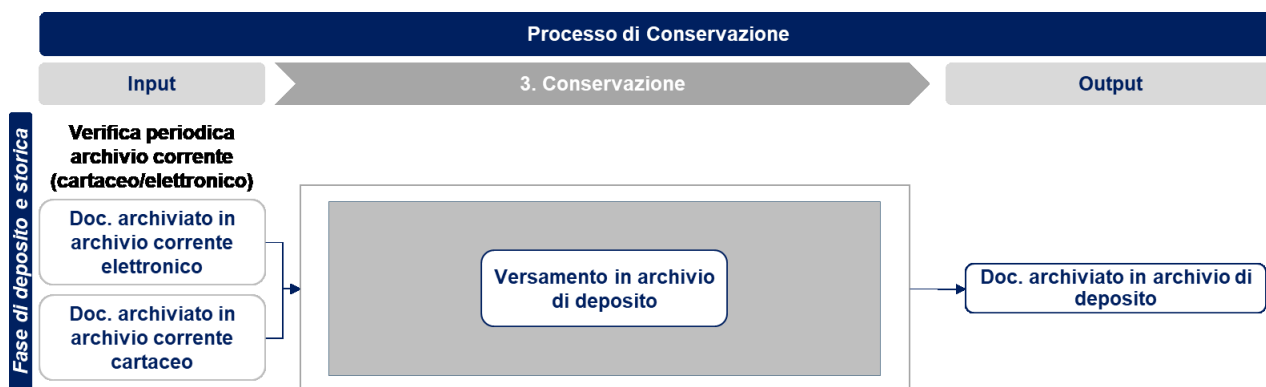 Processo di Conservazione
Input
3. Conservazione
Output
Fase di deposito e storica
Verifica periodica
archivio corrente
(cartaceo/elettronico)
Doc. archiviato in
archivio corrente
elettronico
Doc. archiviato in
archivio corrente
cartaceo
Versamento in archivio
di deposito
Doc. archiviato in archivio di
deposito